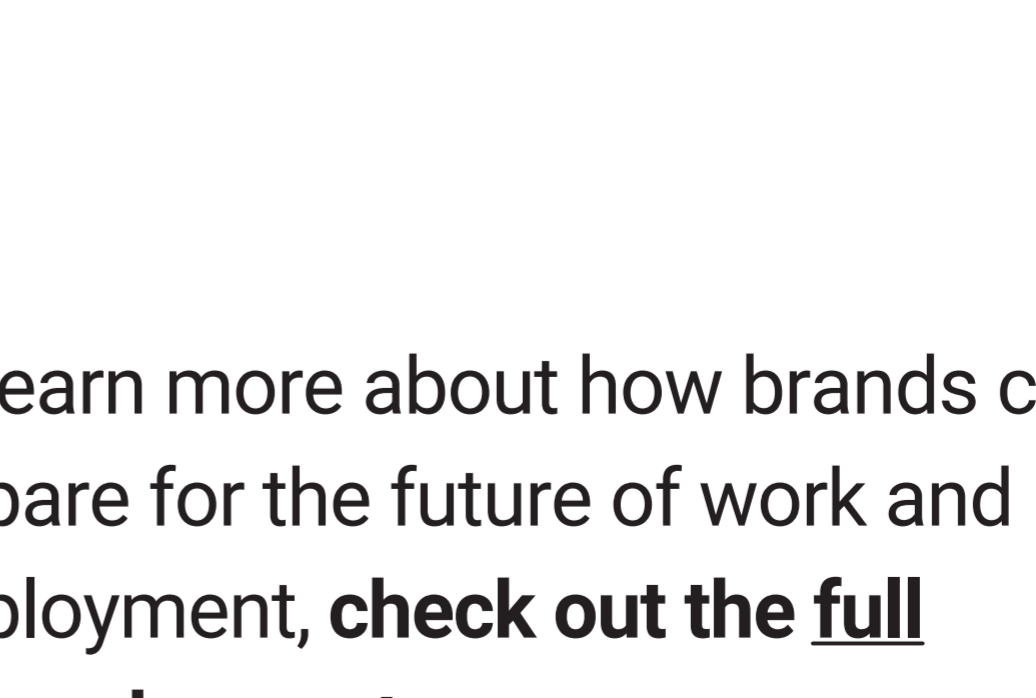 earn more about how brands c
pare for the future of work and
ployment, check out the full